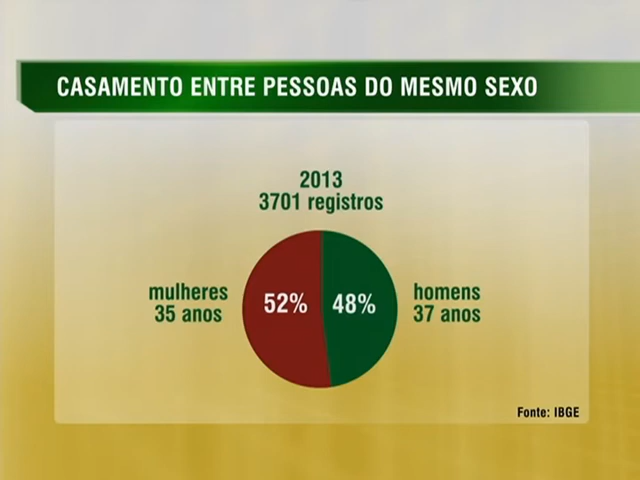 CASAMENTO ENTRE PESSOAS DO MESMO SEXO
2013
3701 registros
mulheres
35 anos
52%
48%
homens
37 anos
Fonte: IBGE